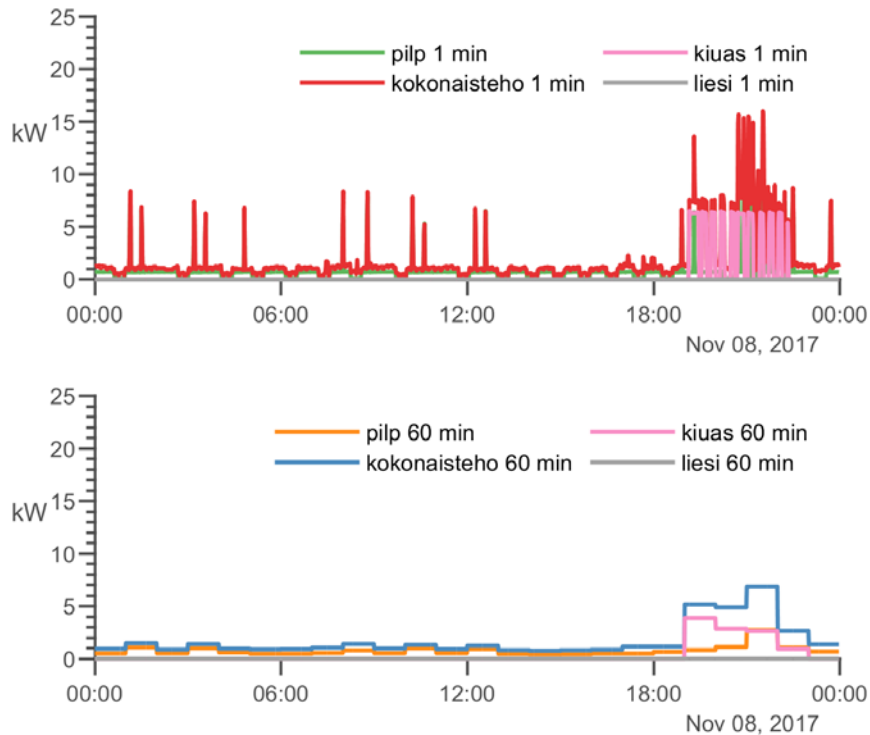 25
pilp 1 min
kiuas 1 min
20
kokonaisteho 1 min
liesi 1 min
kW
15
10
5
0
00:00 06:00 12:00 18:00 00:00
Nov 08, 2017
25
pilp 60 min
kiuas 60 min
20
kokonaisteho 60 min
liesi 60 min
kW
15
10
5
0
00:00 06:00 12:00 18:00 00:00
Nov 08, 2017